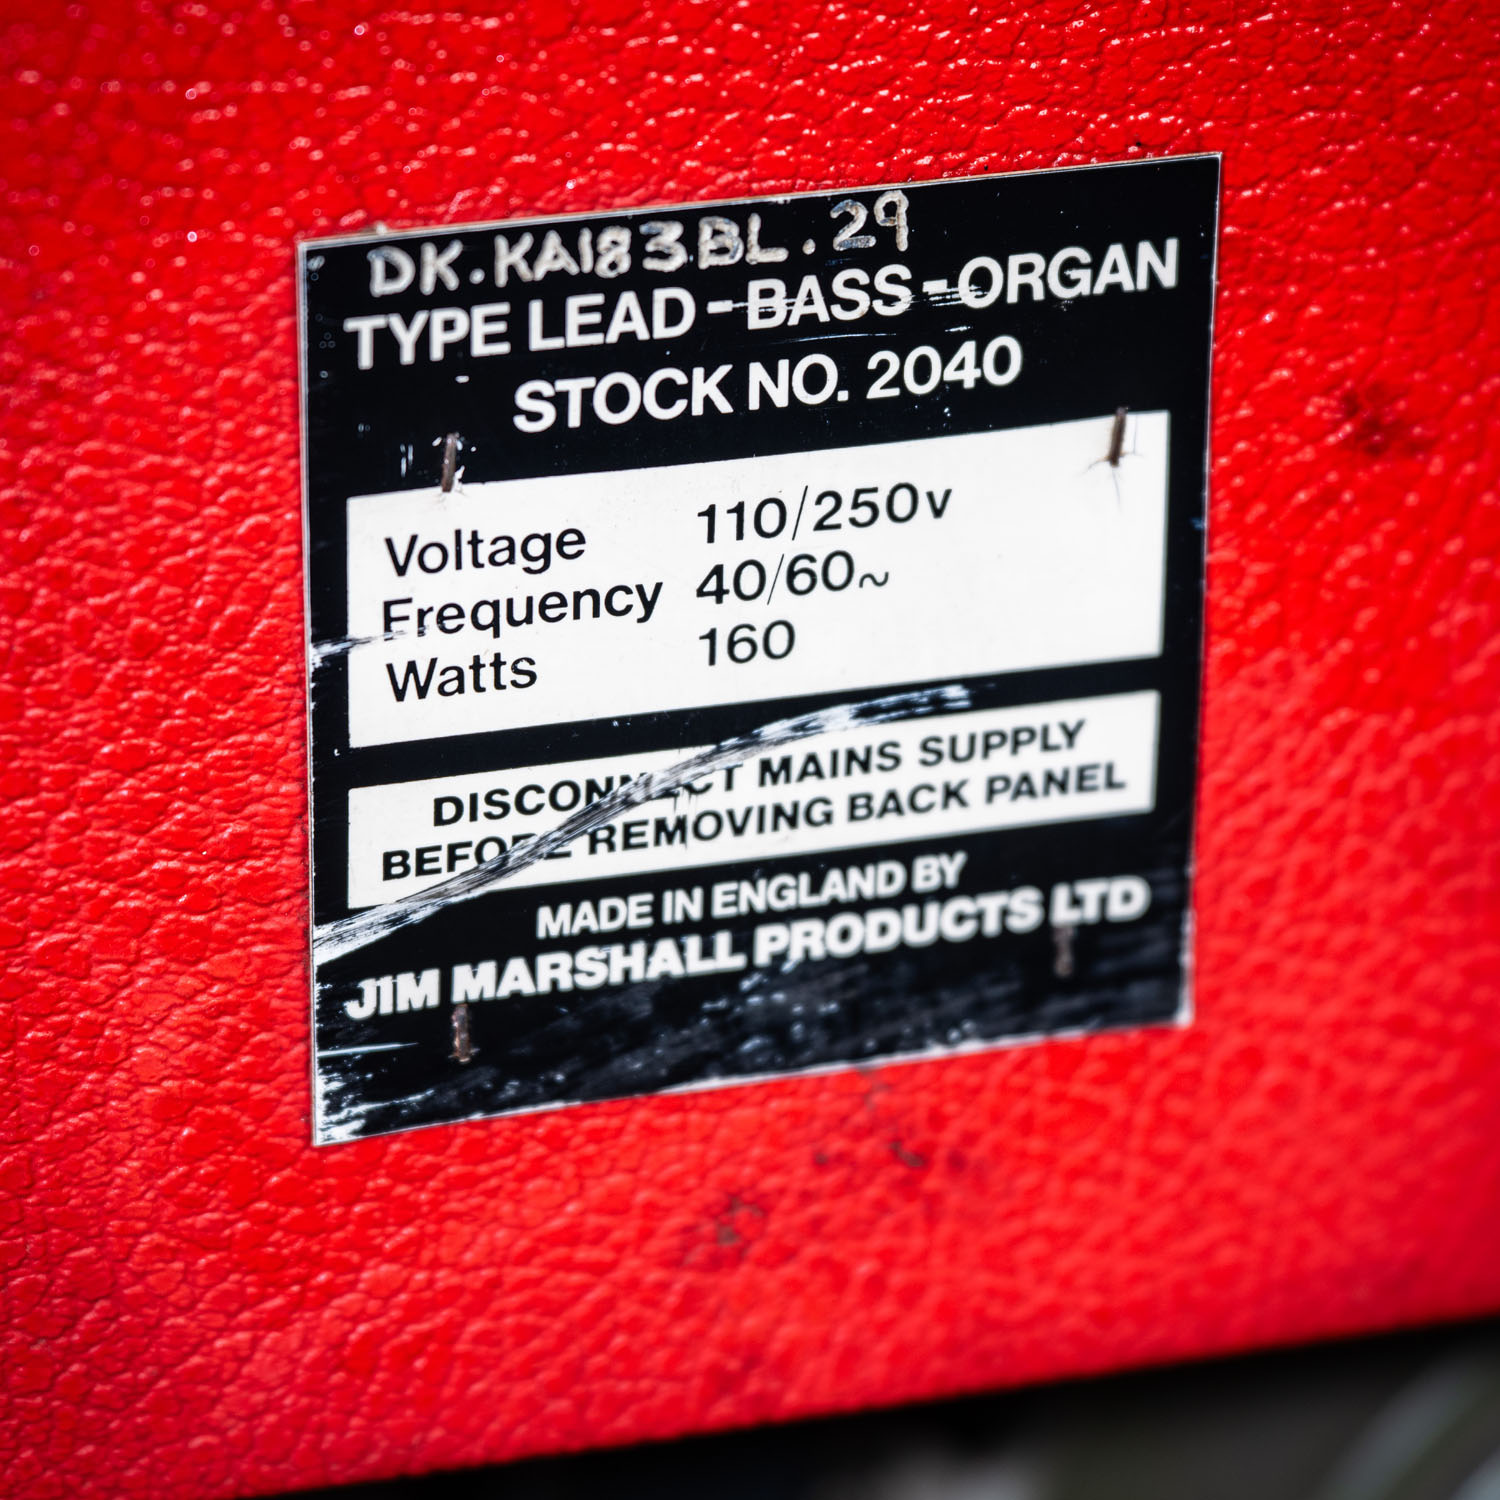 DK.KA183BL.29
TYPE LEAD - BASS - ORGAN
STOCK NO. 2040
Voltage 110/250v
Frequency 40/60~
Watts 160
DISCONNECT MAINS SUPPLY
BEFORE REMOVING BACK PANEL
MADE IN ENGLAND BY
JIM MARSHALL PRODUCTS LTD